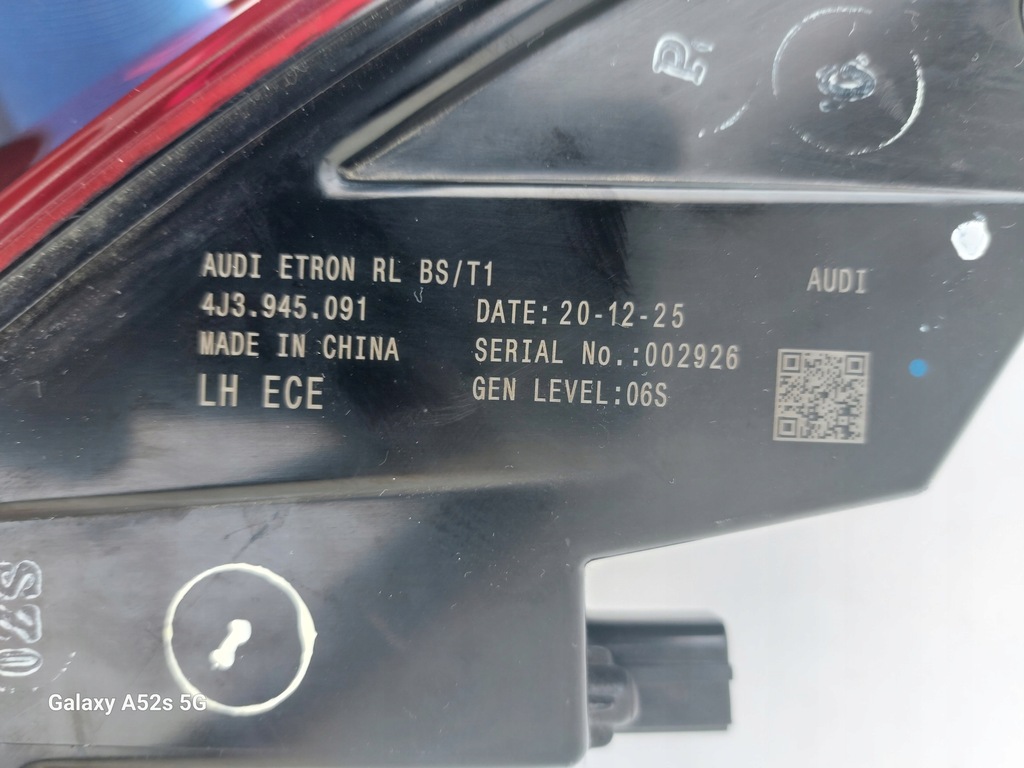 Pi
AUDI ETRON RL BS/T1
AUDI
4J3.945.091
DATE: 20-12-25
MADE IN CHINA
SERIAL No.:002926
LH ECE
GEN LEVEL:06S
Galaxy A52s 5G